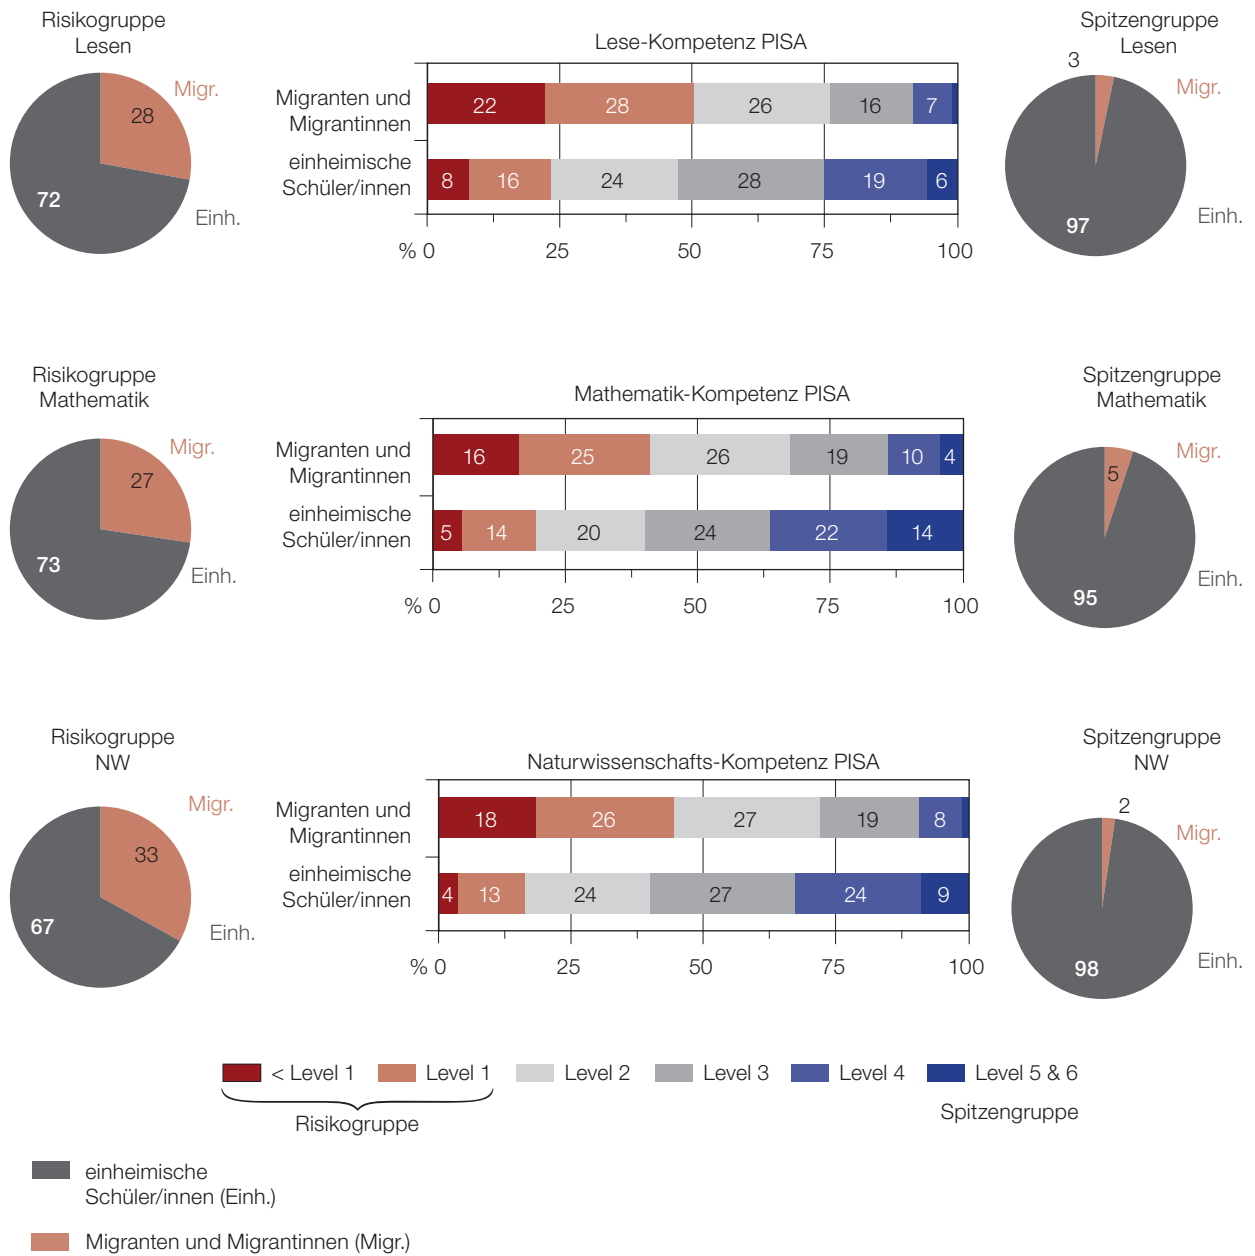 Risikogruppe
Lesen
Migr.
28
72
Einh.
Lese-Kompetenz PISA
Migranten und
Migrantinnen
22 28 26 16 7
einheimische
Schüler/innen
8 16 24 28 19 6
% 0 25 50 75 100
Spitzengruppe
Lesen
3
Migr.
Einh.
97
Risikogruppe
Mathematik
Migr.
27
73
Einh.
Mathematik-Kompetenz PISA
Migranten und
Migrantinnen
16 25 26 19 10 4
einheimische
Schüler/innen
5 14 20 24 22 14
% 0 25 50 75 100
Spitzengruppe
Mathematik
Migr.
5
Einh.
95
Risikogruppe
NW
Migr.
33
67
Einh.
Naturwissenschafts-Kompetenz PISA
Migranten und
Migrantinnen
18 26 27 19 8
einheimische
Schüler/innen
4 13 24 27 24 9
% 0 25 50 75 100
Spitzengruppe
NW
2
Migr.
Einh.
98
< Level 1 Level 1 Level 2 Level 3 Level 4 Level 5 & 6
Risikogruppe
Spitzengruppe
einheimische
Schüler/innen (Einh.)
Migranten und Migrantinnen (Migr.)